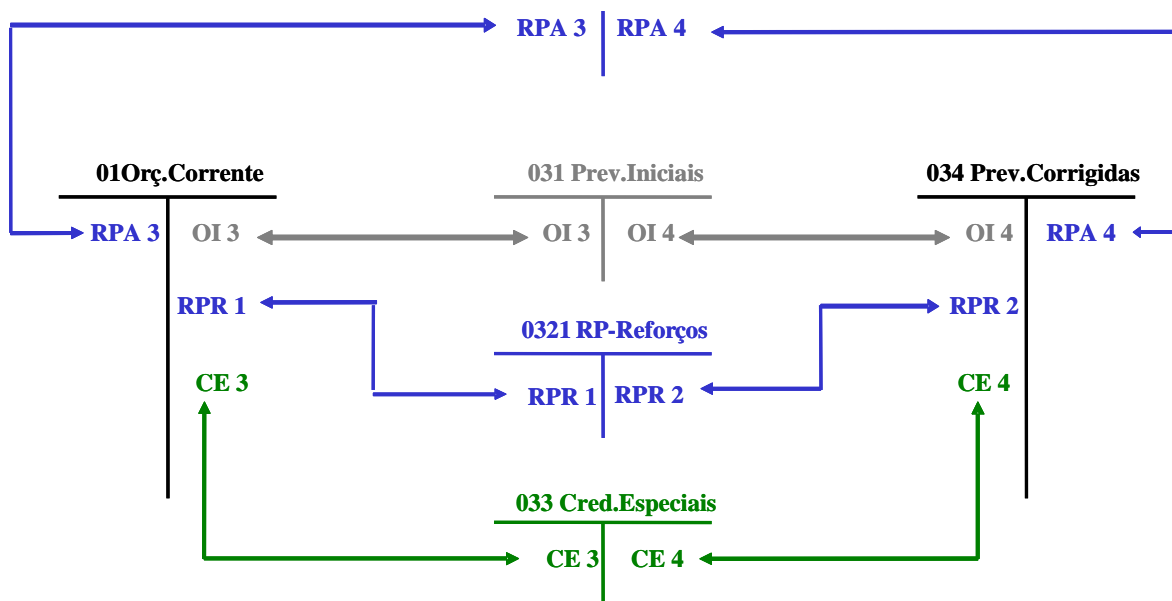 RPA 3 RPA 4
01Orç.Corrente 031 Prev.Iniciais 034 Prev.Corrigidas
RPA 3 OI 3 OI 3 OI 4 OI 4 RPA 4
RPR 1 RPR 2
0321 RP-Reforços
CE 3 RPR 1 RPR 2 CE 4
033 Cred.Especiais
CE 3 CE 4